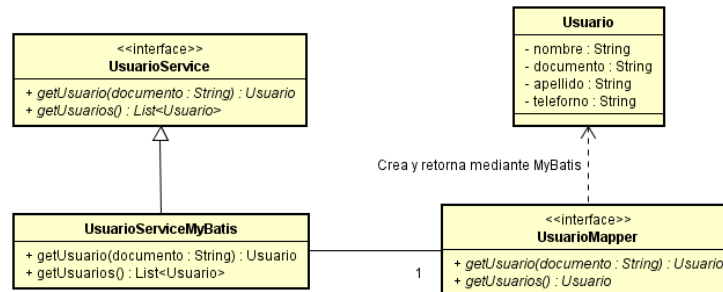 <<interface>>
UsuarioService
+ getUsuario(documento : String) : Usuario
+ getUsuarios() : List<Usuario>
Usuario
- nombre : String
- documento : String
- apellido : String
- teleforno : String
Crea y retorna mediante MyBatis
UsuarioServiceMyBatis
+ getUsuario(documento : String) : Usuario
+ getUsuarios() : List<Usuario>
1
<<interface>>
UsuarioMapper
+ getUsuario(documento : String) : Usuario
+ getUsuarios() : Usuario